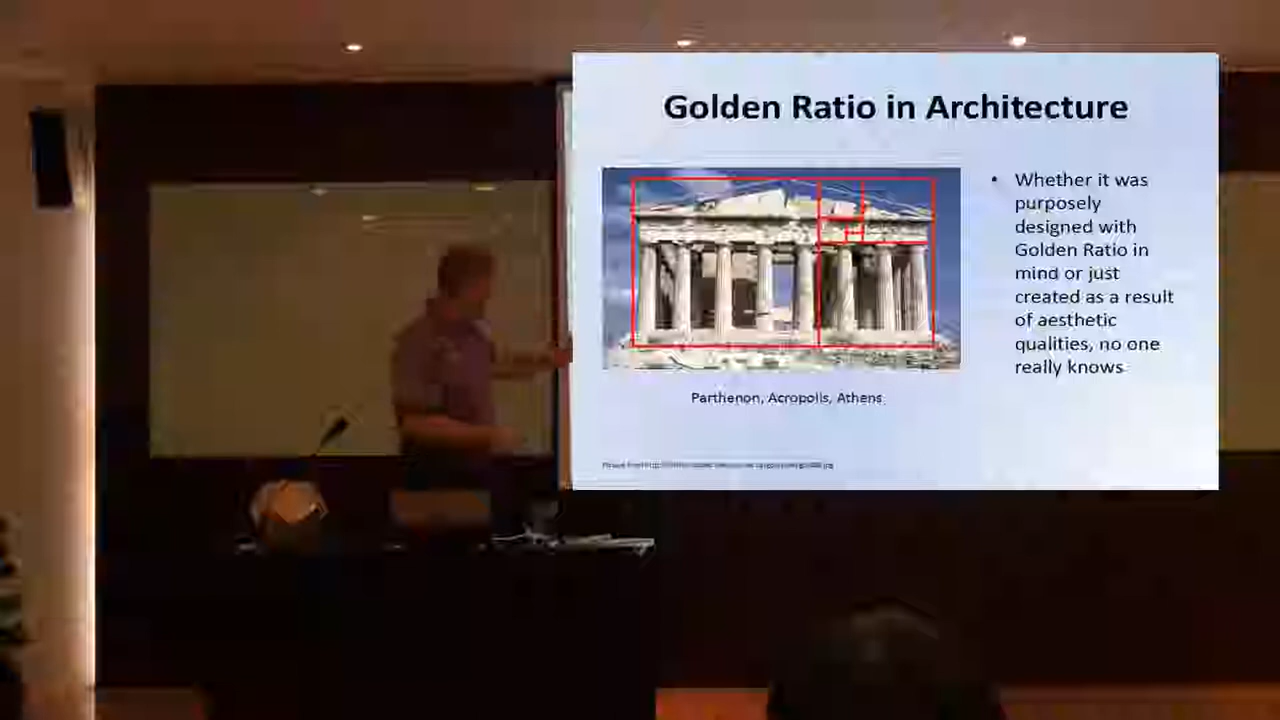 Golden Ratio in Architecture
• Whether it was
purposely
designed with
Golden Ratio in
mind or just
created as a result
of aesthetic
qualities, no one
really knows
Parthenon, Acropolis, Athens